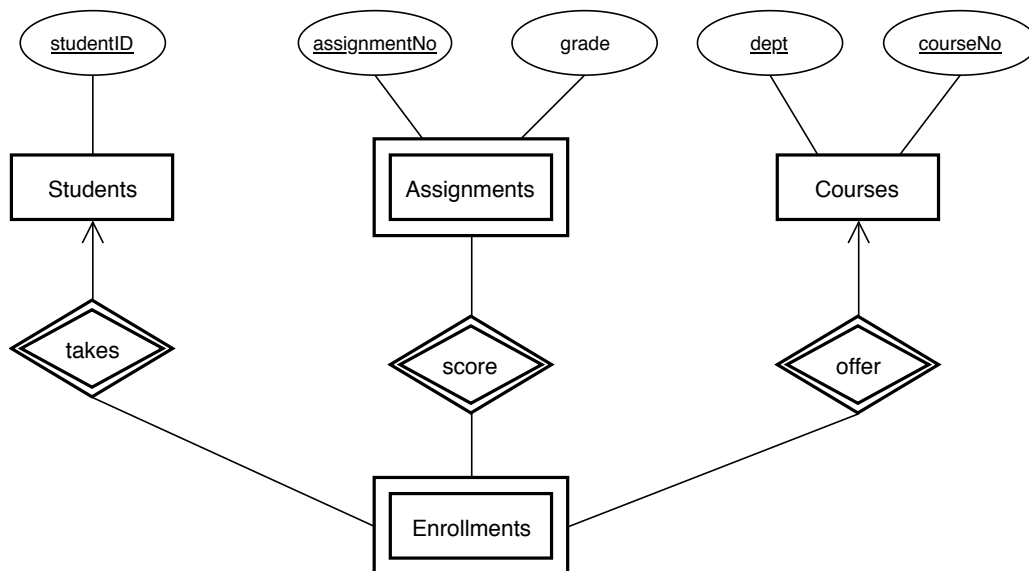 studentID
assignmentNo
grade
dept
courseNo
Students
Assignments
Courses
takes
score
offer
Enrollments